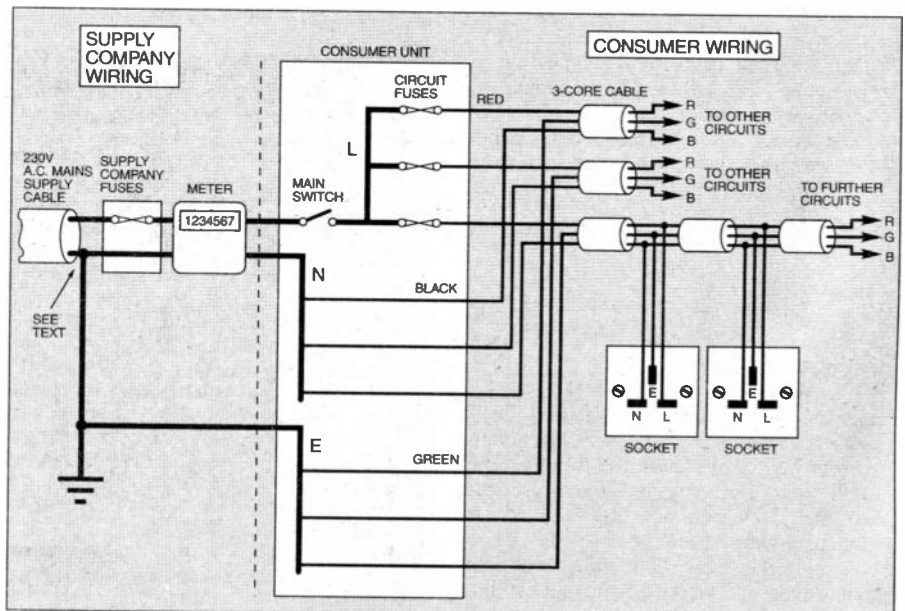 SUPPLY
COMPANY
WIRING
CONSUMER UNIT
CONSUMER WIRING
CIRCUIT
FUSES
RED
3-CORE CABLE
R
G
B
TO OTHER
CIRCUITS
L
R
G
B
TO OTHER
CIRCUITS
230V
A.C. MAINS
SUPPLY
CABLE
SUPPLY
COMPANY
FUSES
METER
1234567
MAIN
SWITCH
TO FURTHER
CIRCUITS
R
G
B
N
BLACK
SEE
TEXT
E
N
L
SOCKET
E
N
L
SOCKET
E
GREEN